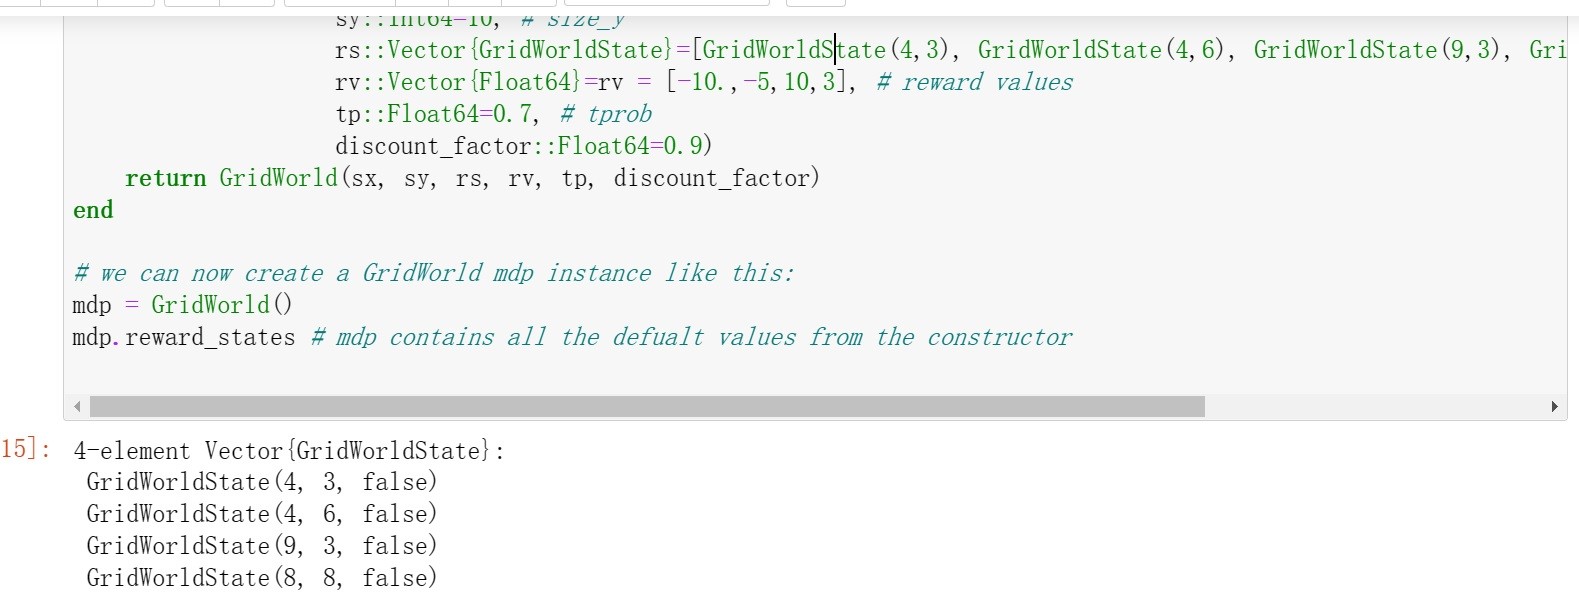 sy::Int64=10, # size_y
rs::Vector{GridWorldState}=[GridWorldState(4,3), GridWorldState(4,6), GridWorldState(9,3), Gri
rv::Vector{Float64}=rv = [-10.,-5,10,3], # reward values
tp::Float64=0.7, # tprob
discount_factor::Float64=0.9)
return GridWorld(sx, sy, rs, rv, tp, discount_factor)
end
# we can now create a GridWorld mdp instance like this:
mdp = GridWorld()
mdp.reward_states # mdp contains all the defualt values from the constructor
15]: 4-element Vector{GridWorldState}:
GridWorldState(4, 3, false)
GridWorldState(4, 6, false)
GridWorldState(9, 3, false)
GridWorldState(8, 8, false)